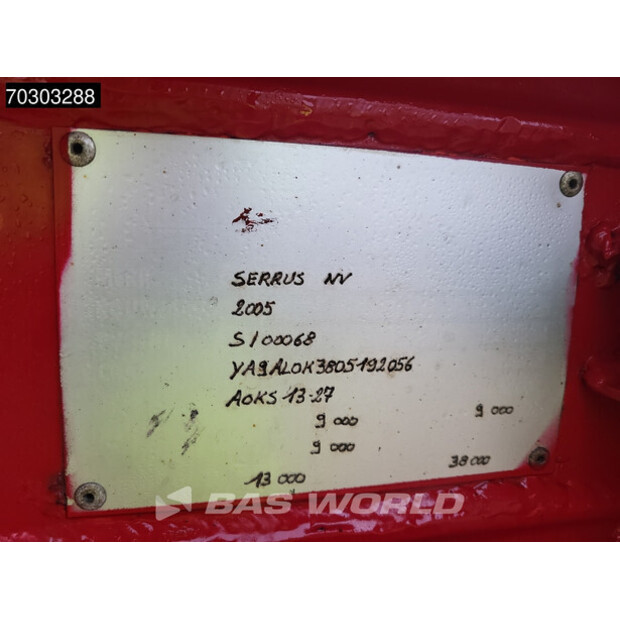 70303288
SERRUS NV
2005
S/00068
YA9ALOK3805192056
AOKS 13-27
9 000 9 000
9 000
13 000 38 000
BAS WORLD